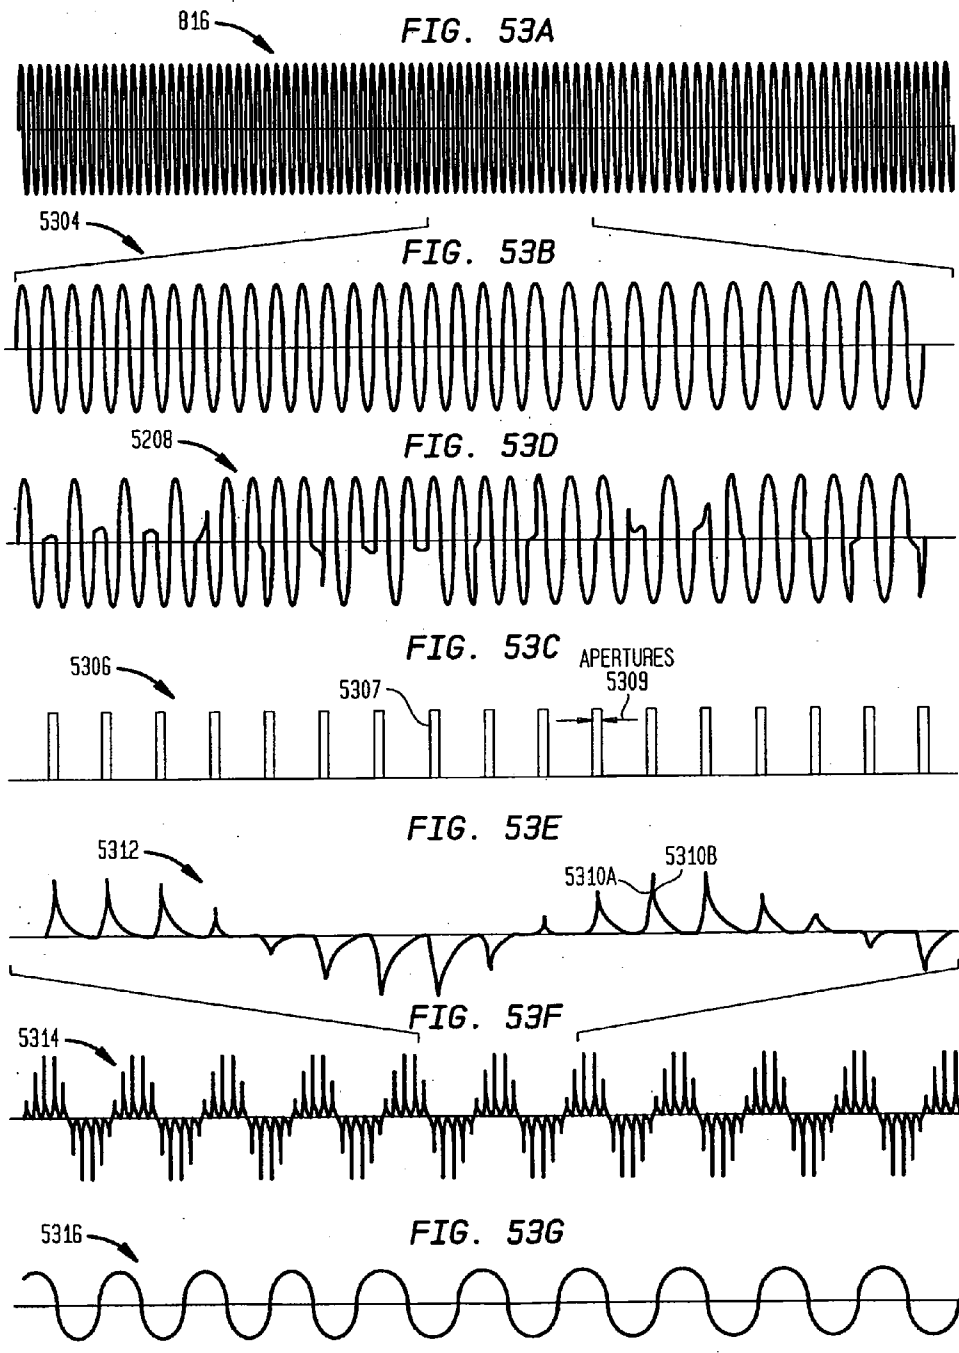 816
FIG. 53A
5304
FIG. 53B
5208
FIG. 53D
FIG. 53C
5306
5307
APERTURES
5309
FIG. 53E
5312
5310A
5310B
FIG. 53F
5314
FIG. 53G
5316